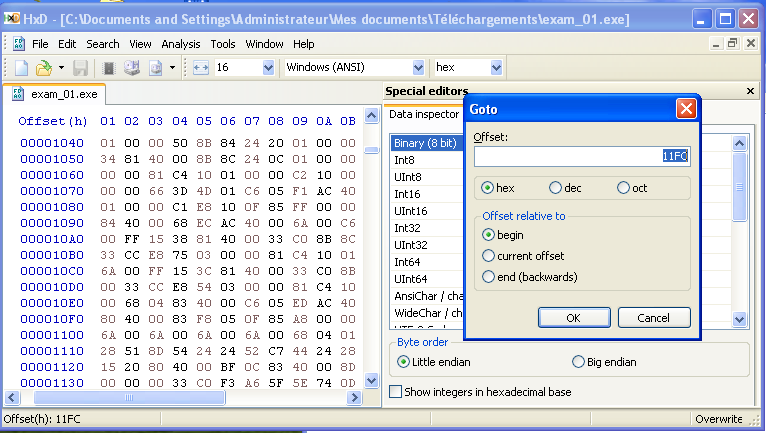 HxD - [C:\Documents and Settings\Administrateur\Mes documents\Téléchargements\exam_01.exe]
File Edit Search View Analysis Tools Window Help
16 Windows (ANSI) hex
exam_01.exe
Offset(h) 01 02 03 04 05 06 07 08 09 0A 0B
00001040 01 00 00 50 8B 84 24 20 01 00 00
00001050 34 81 40 00 8B 8C 24 0C 01 00 00
00001060 00 00 81 C4 10 01 00 00 C2 10 00
00001070 00 00 66 3D 4D 01 C6 05 F1 AC 40
00001080 01 00 00 C1 E8 10 0F 85 FF 00 00
00001090 84 40 00 68 EC AC 40 00 6A 00 C6
000010A0 00 FF 15 38 81 40 00 33 C0 8B 8C
000010B0 33 CC E8 75 03 00 00 81 C4 10 01
000010C0 6A 00 FF 15 3C 81 40 00 33 C0 8B
000010D0 00 33 CC E8 54 03 00 00 81 C4 10
000010E0 00 68 04 83 40 00 C6 05 ED AC 40
000010F0 80 40 00 83 F8 05 0F 85 A8 00 00
00001100 6A 00 6A 00 6A 00 6A 00 68 04 01
00001110 28 51 8D 54 24 24 52 C7 44 24 28
00001120 15 20 80 40 00 BF 0C 83 40 00 8D
00001130 00 00 00 33 C0 F3 A6 5F 5E 74 0D
Offset(h): 11FC
Special editors
Data inspector
Binary (8 bit)
Int8
UInt8
Int16
UInt16
Int32
UInt32
Int64
UInt64
AnsiChar / cha
WideChar / cha
Goto
Offset:
11FC
hex dec oct
Offset relative to
begin
current offset
end (backwards)
OK Cancel
Byte order
Little endian Big endian
Show integers in hexadecimal base
Overwrite